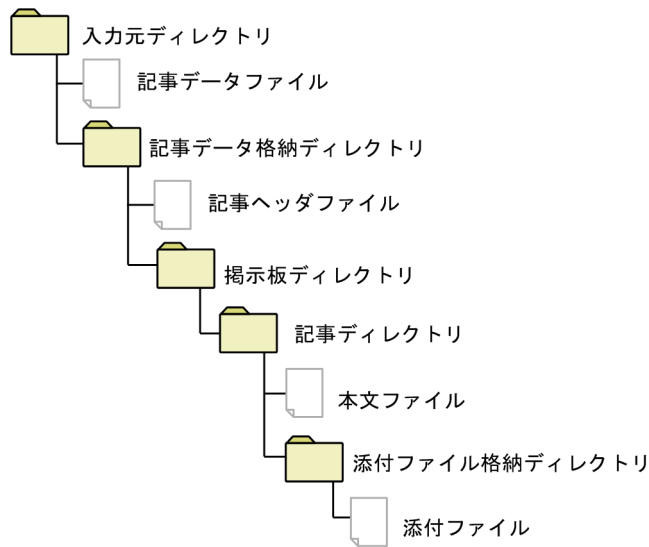 入力元ディレクトリ
記事データファイル
記事データ格納ディレクトリ
記事ヘッダファイル
掲示板ディレクトリ
記事ディレクトリ
本文ファイル
添付ファイル格納ディレクトリ
添付ファイル